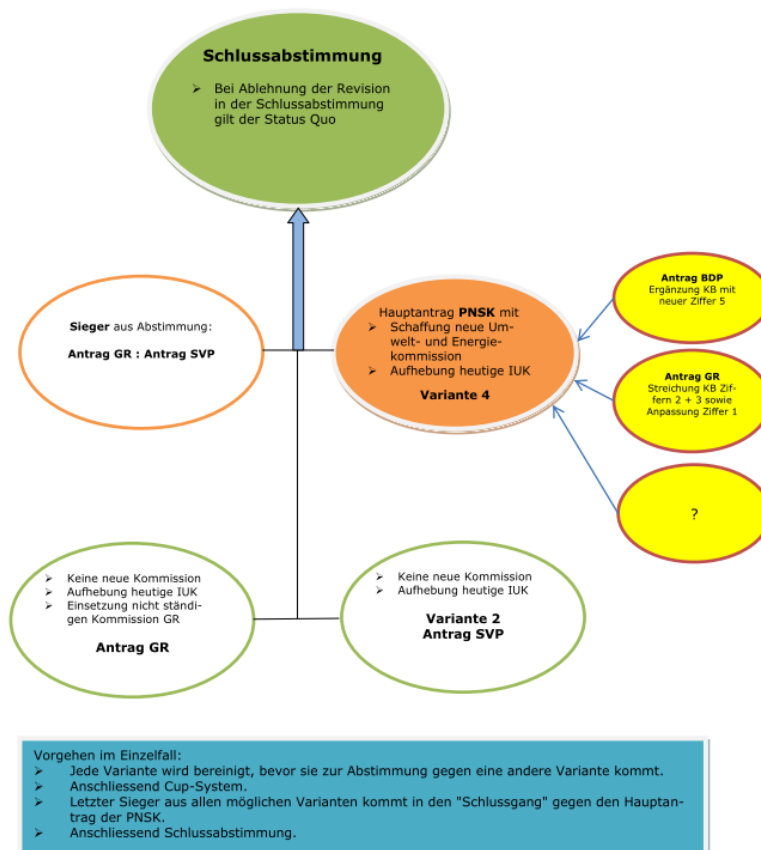 Schlussabstimmung
➢ Bei Ablehnung der Revision
in der Schlussabstimmung
gilt der Status Quo
Sieger aus Abstimmung:
Antrag GR : Antrag SVP
Hauptantrag PNSK mit
➢ Schaffung neue Um-
welt- und Energie-
kommission
➢ Aufhebung heutige IUK
Variante 4
Antrag BDP
Ergänzung KB mit
neuer Ziffer 5
Antrag GR
Streichung KB Zif-
fern 2 + 3 sowie
Anpassung Ziffer 1
?
➢ Keine neue Kommission
➢ Aufhebung heutige IUK
➢ Einsetzung nicht ständi-
gen Kommission GR
Antrag GR
➢ Keine neue Kommission
➢ Aufhebung heutige IUK
Variante 2
Antrag SVP
Vorgehen im Einzelfall:
➢ Jede Variante wird bereinigt, bevor sie zur Abstimmung gegen eine andere Variante kommt.
➢ Anschliessend Cup-System.
➢ Letzter Sieger aus allen möglichen Varianten kommt in den "Schlussgang" gegen den Hauptan-
trag der PNSK.
➢ Anschliessend Schlussabstimmung.